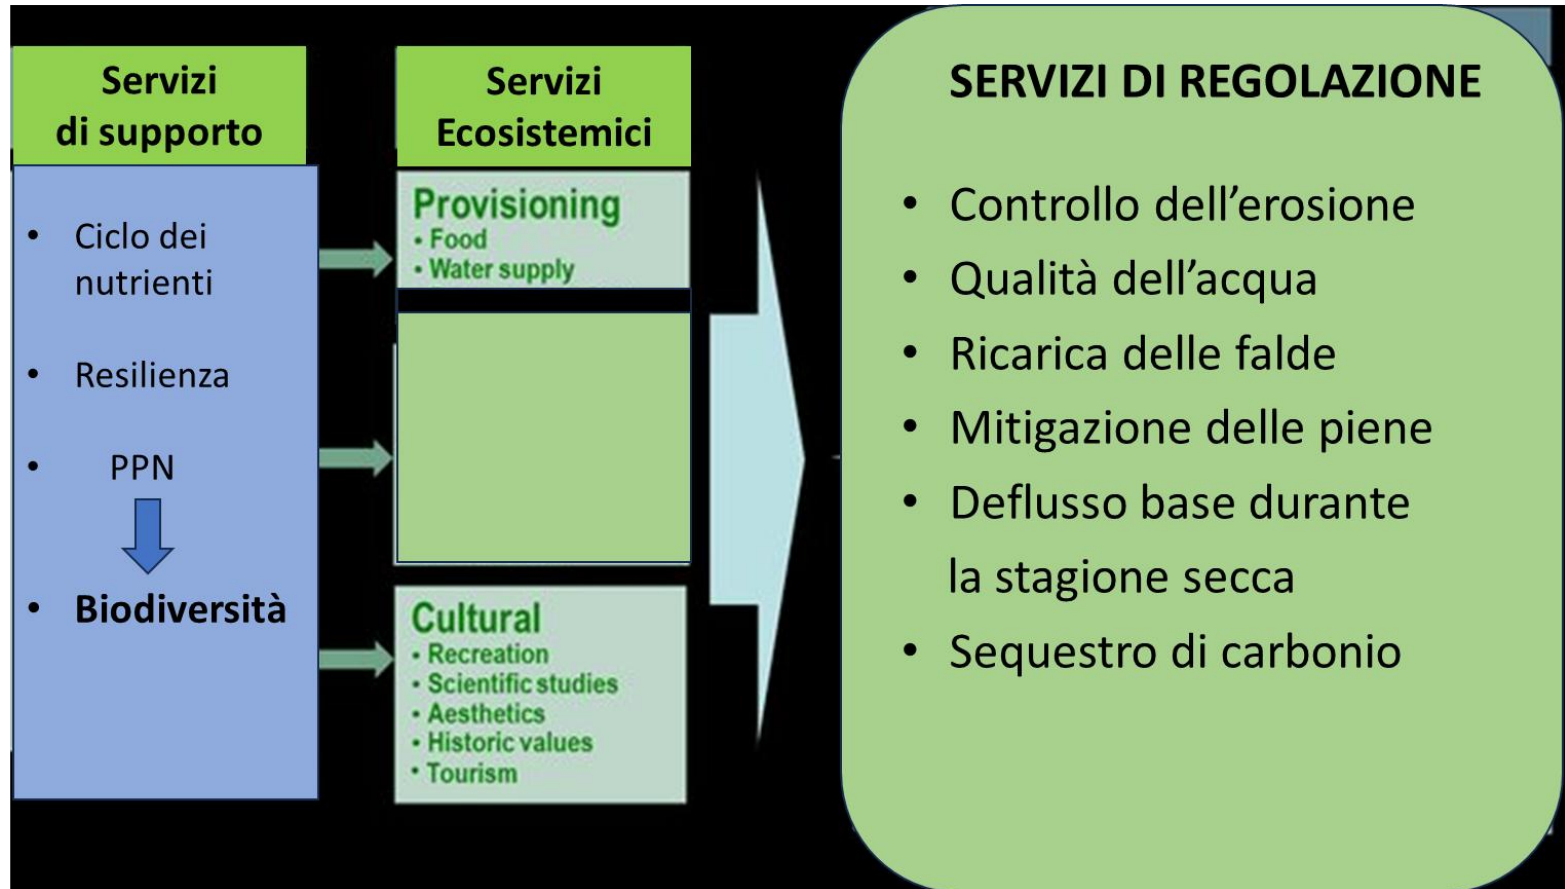 Servizi
di supporto
• Ciclo dei
nutrienti
• Resilienza
• PPN
• Biodiversità
Servizi
Ecosistemici
Provisioning
• Food
• Water supply
Cultural
• Recreation
• Scientific studies
• Aesthetics
• Historic values
• Tourism
SERVIZI DI REGOLAZIONE
• Controllo dell’erosione
• Qualità dell’acqua
• Ricarica delle falde
• Mitigazione delle piene
• Deflusso base durante
la stagione secca
• Sequestro di carbonio